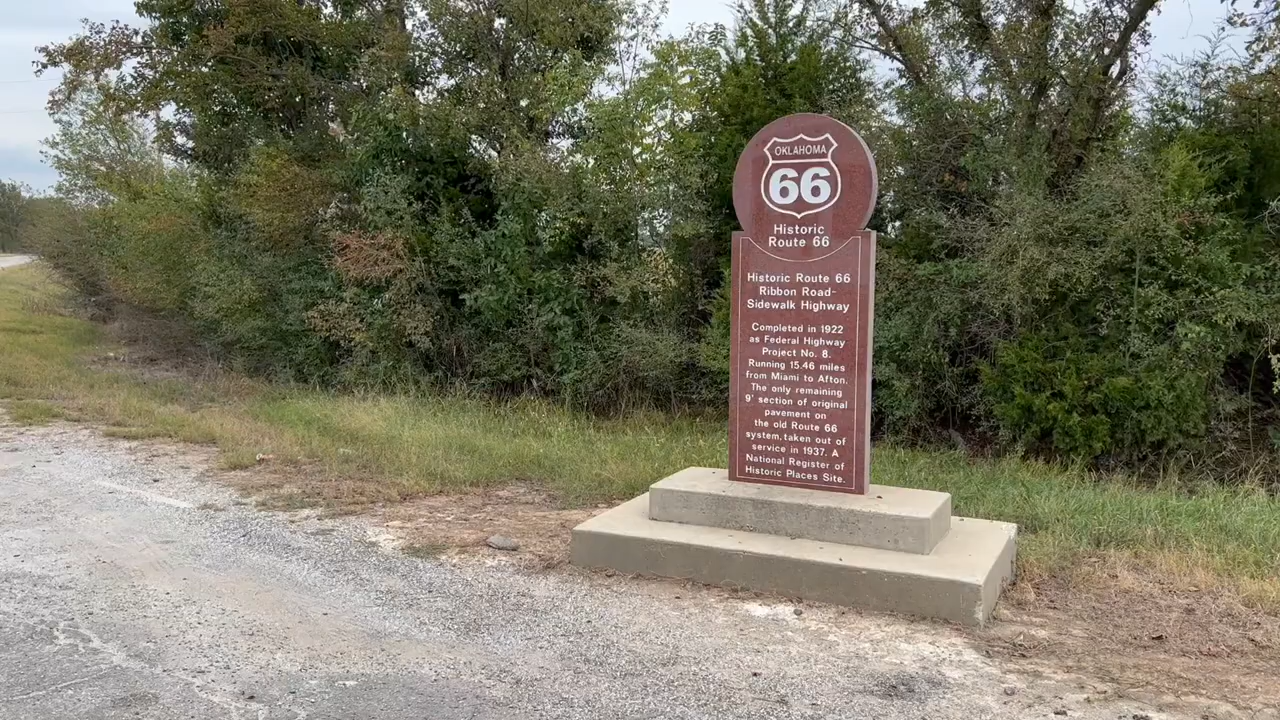 OKLAHOMA
66
Historic
Route 66
Historic Route 66
Ribbon Road-
Sidewalk Highway
Completed in 1922
as Federal Highway
Project No. 8.
Running 15.46 miles
from Miami to Afton.
The only remaining
9' section of original
pavement on
the old Route 66
system, taken out of
service in 1937. A
National Register of
Historic Places Site.